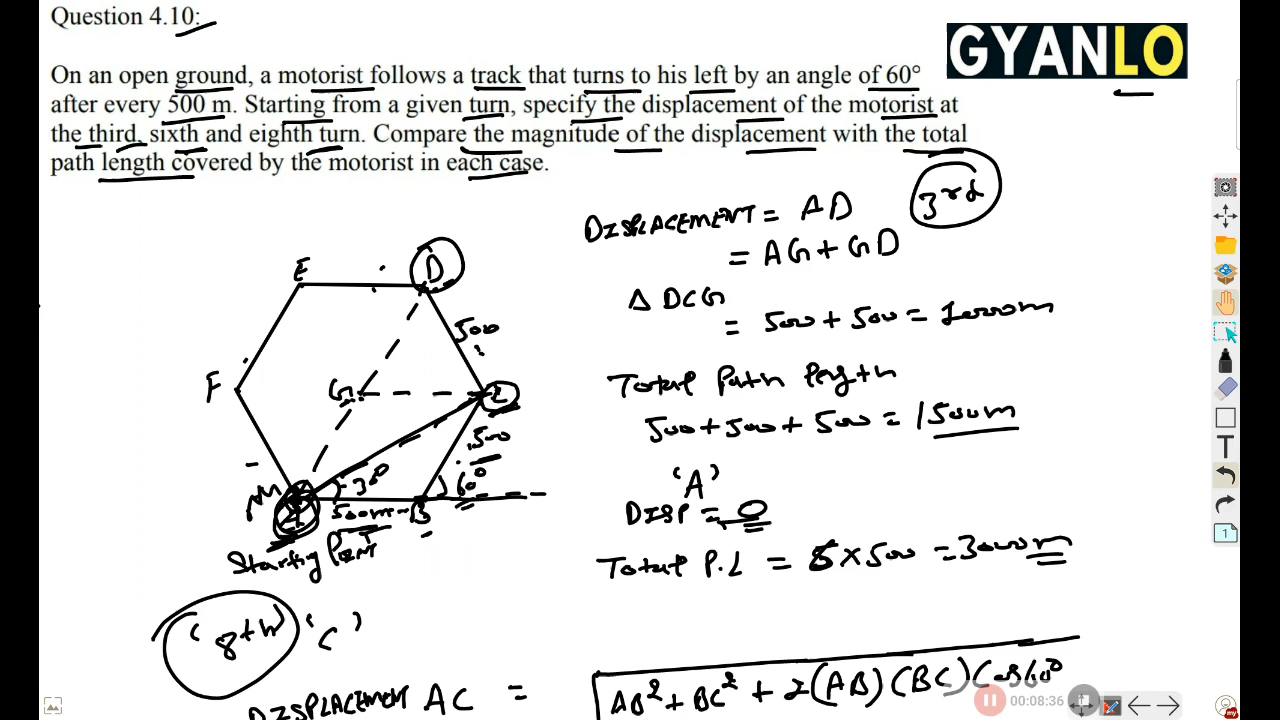 Question 4.10:
GYANLO
On an open ground, a motorist follows a track that turns to his left by an angle of 60°
after every 500 m. Starting from a given turn, specify the displacement of the motorist at
the third, sixth and eighth turn. Compare the magnitude of the displacement with the total
path length covered by the motorist in each case.
3rd
DISPLACEMENT = AD
= AG + GD
Δ DCG
= 500 + 500 = 1000m
Total Path length
500 + 500 + 500 = 1500m
'A'
DISP = 0
Total P.L = 6 x 500 = 3000m
E
D
500
F
G
C
500
30°
60°
A
500m
B
Starting Point
8th 'C'
DISPLACEMENT AC =
AB² + BC² + 2(AB)(BC) Cos60°
00:08:36
T
1